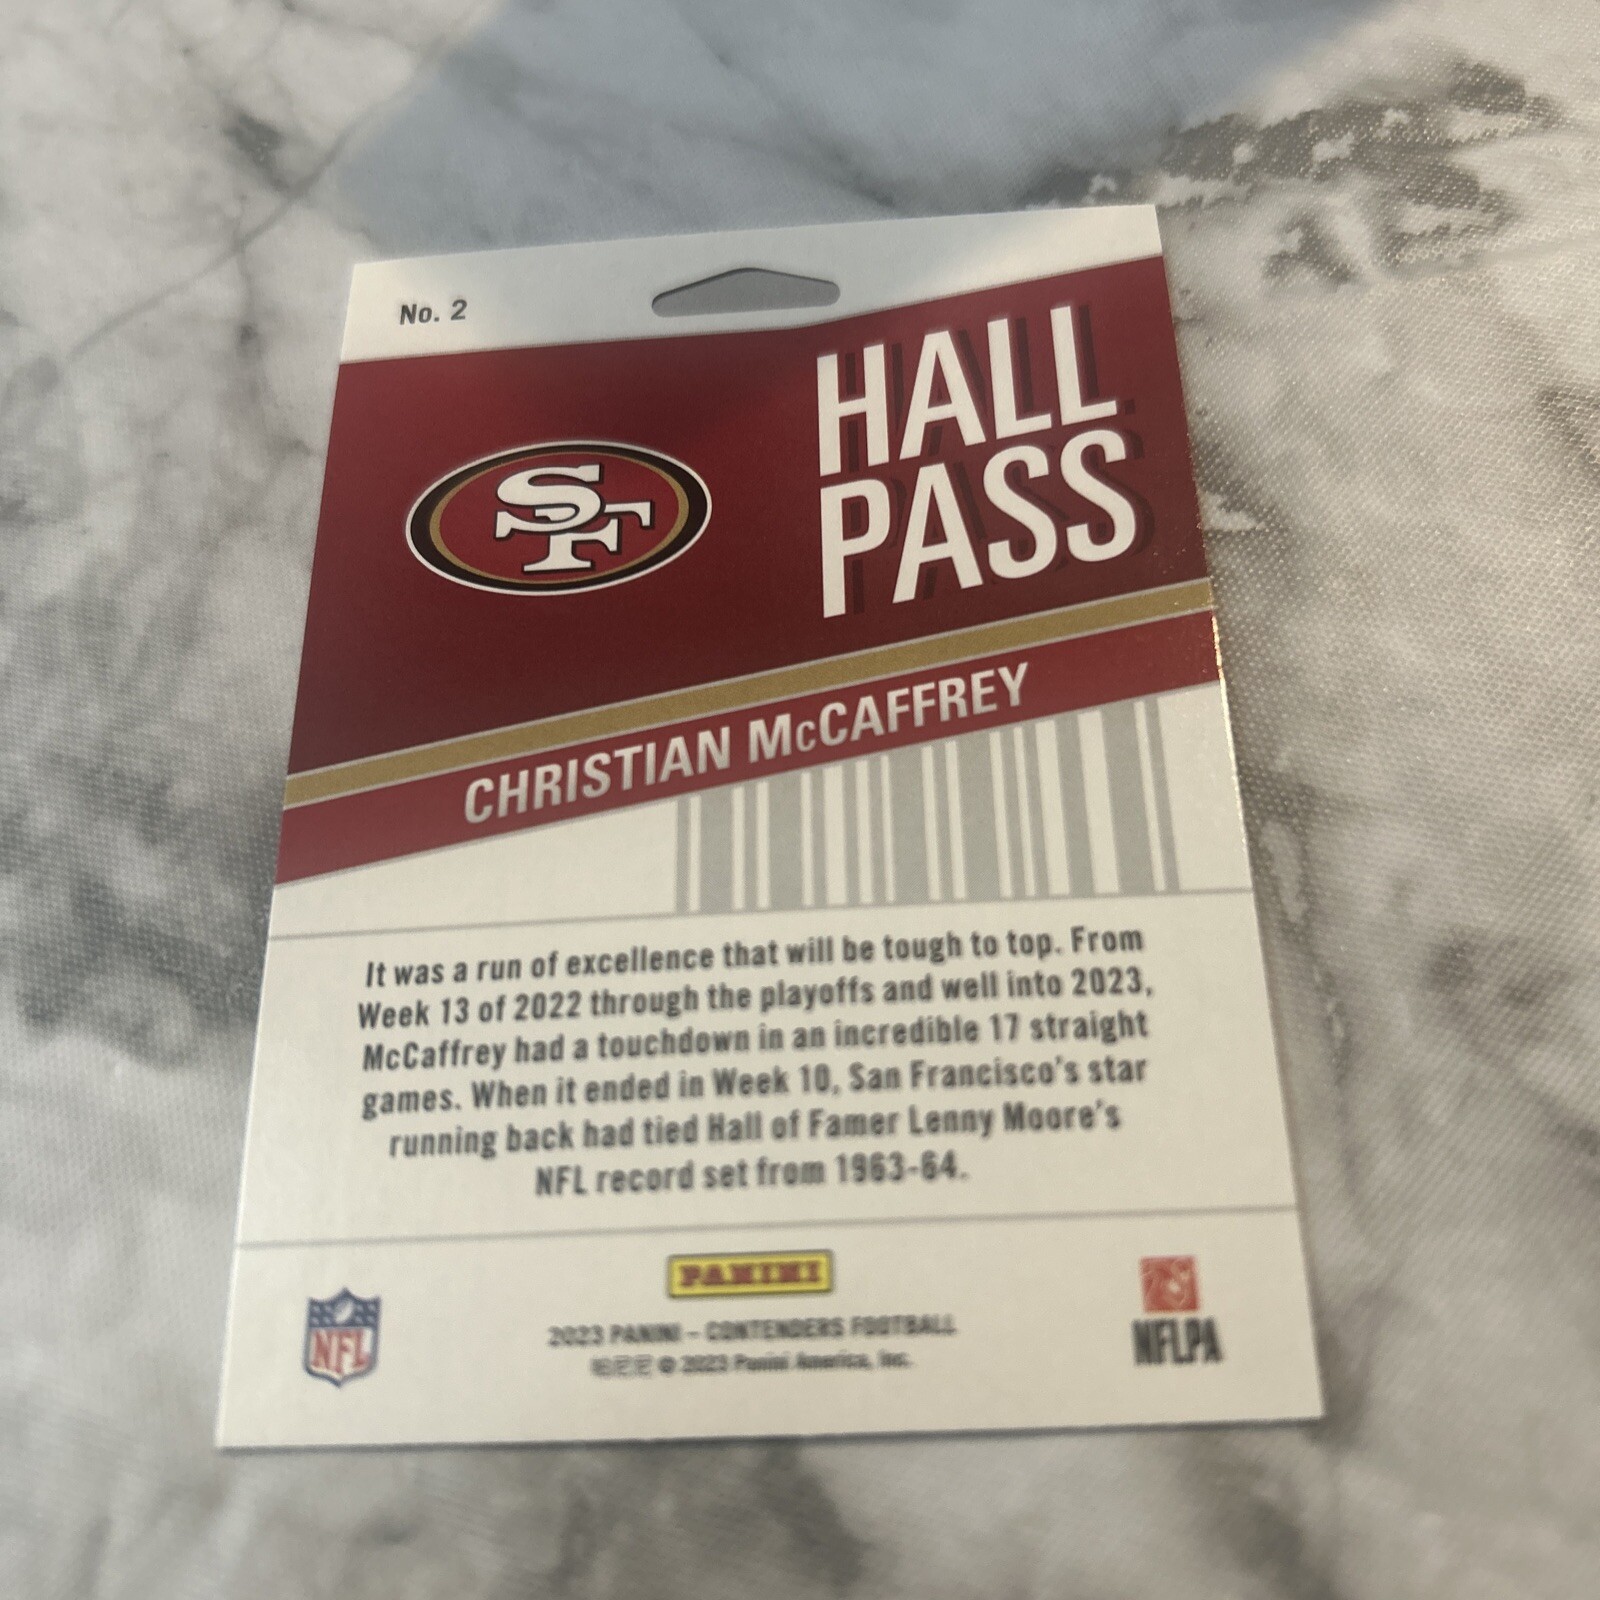 No. 2
HALL
PASS
SF
CHRISTIAN McCAFFREY
It was a run of excellence that will be tough to top. From
Week 13 of 2022 through the playoffs and well into 2023,
McCaffrey had a touchdown in an incredible 17 straight
games. When it ended in Week 10, San Francisco's star
running back had tied Hall of Famer Lenny Moore's
NFL record set from 1963-64.
PANINI
NFL
2023 PANINI – CONTENDERS FOOTBALL
© 2023 Panini America, Inc.
NFLPA